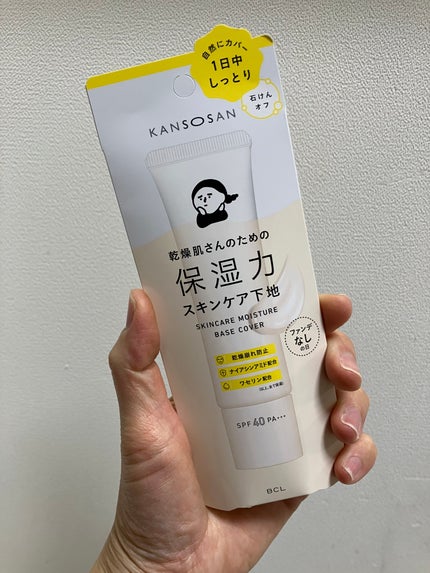 自然にカバー
1日中
しっとり
石けん
オフ
KANSOSAN
乾燥肌さんのための
保湿力
スキンケア下地
SKINCARE MOISTURE
BASE COVER
ファンデ
なし
の日
乾燥崩れ防止
ナイアシンアミド配合
ワセリン配合
SPF 40 PA+++
BCL